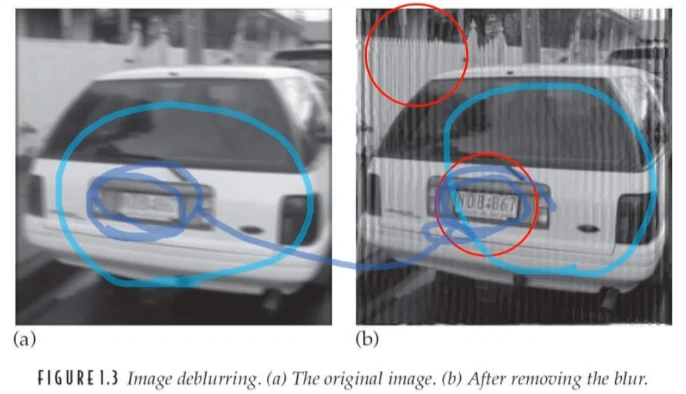 (a)
(b)
FIGURE 1.3 Image deblurring. (a) The original image. (b) After removing the blur.